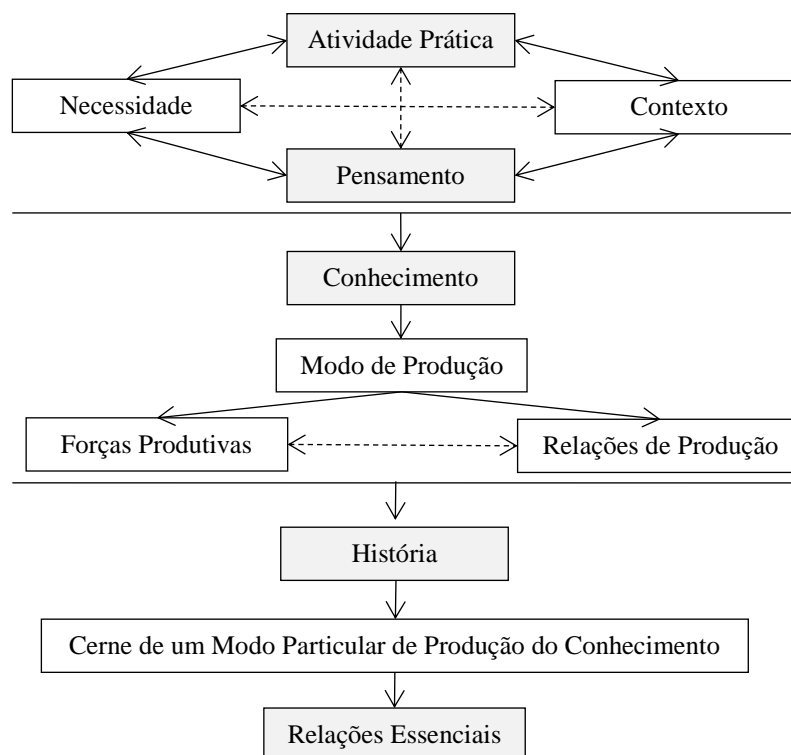 Atividade Prática
Necessidade
Contexto
Pensamento
Conhecimento
Modo de Produção
Forças Produtivas
Relações de Produção
História
Cerne de um Modo Particular de Produção do Conhecimento
Relações Essenciais